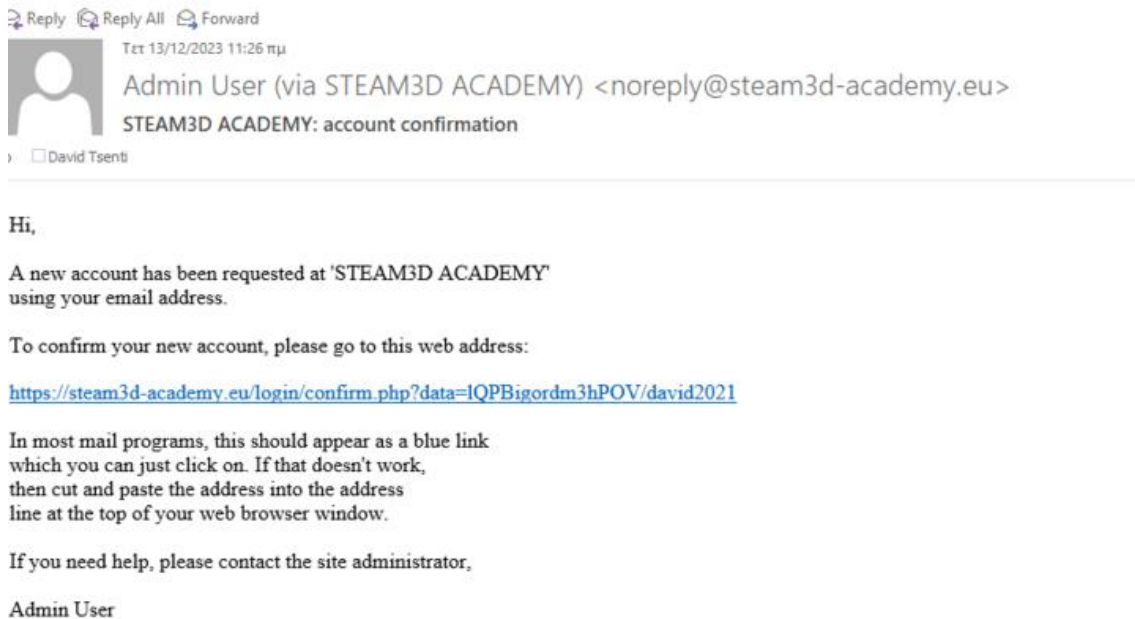 Reply Reply All Forward
Τετ 13/12/2023 11:26 πμ
Admin User (via STEAM3D ACADEMY) <noreply@steam3d-academy.eu>
STEAM3D ACADEMY: account confirmation
David Tsenti
Hi,
A new account has been requested at 'STEAM3D ACADEMY'
using your email address.
To confirm your new account, please go to this web address:
https://steam3d-academy.eu/login/confirm.php?data=lQPBigordm3hPOV/david2021
In most mail programs, this should appear as a blue link
which you can just click on. If that doesn't work,
then cut and paste the address into the address
line at the top of your web browser window.
If you need help, please contact the site administrator,
Admin User